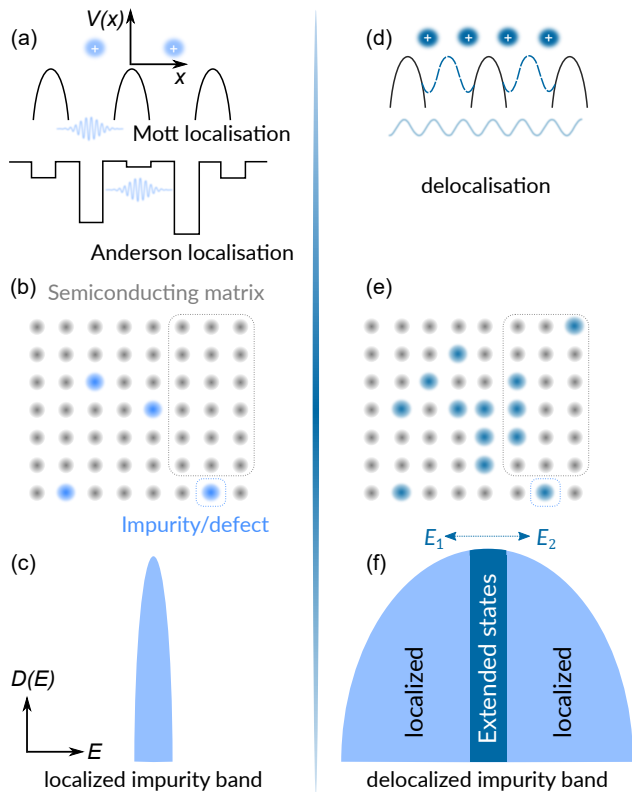 (a)
V(x)
+
+
x
Mott localisation
Anderson localisation
(b)
Semiconducting matrix
Impurity/defect
(c)
D(E)
E
localized impurity band
(d)
+ + + +
delocalisation
(e)
E1
E2
(f)
localized
Extended states
localized
delocalized impurity band